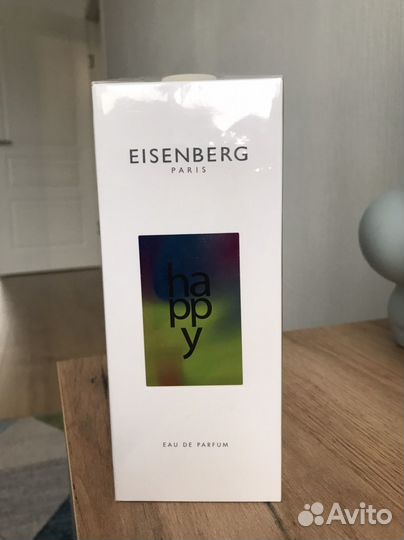 EISENBERG
PARIS
ha
pp
y
EAU DE PARFUM
Avito